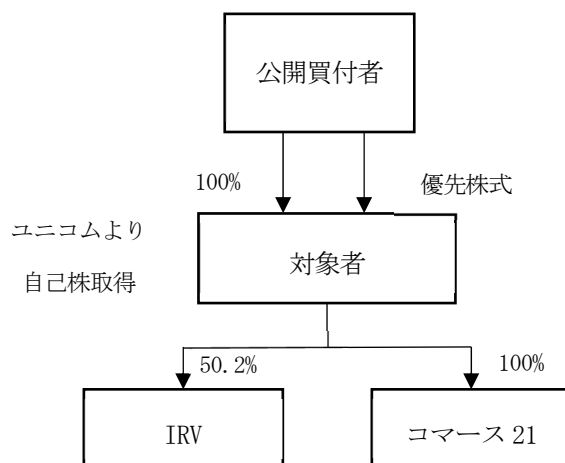 公開買付者
100%
優先株式
ユニコムより
自己株取得
対象者
50.2%
100%
IRV
コマース 21